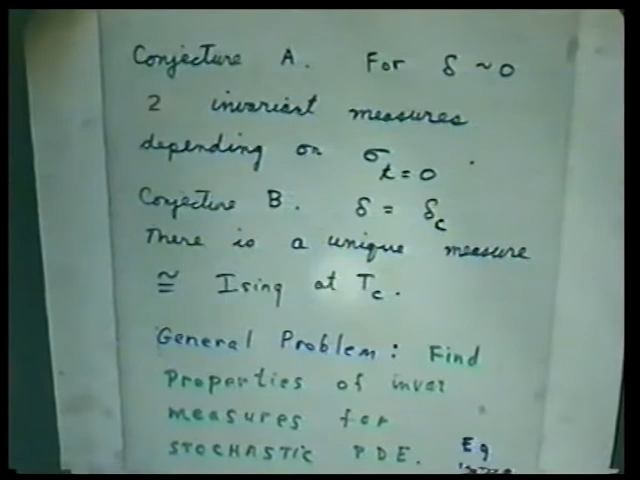 Conjecture A. For δ ~ 0
2 invariant measures
depending on σ_{t=0}.
Conjecture B. δ = δ_c
There is a unique measure
≅ Ising at T_c.
General Problem: Find
Properties of invar
measures for
STOCHASTIC PDE. Eg